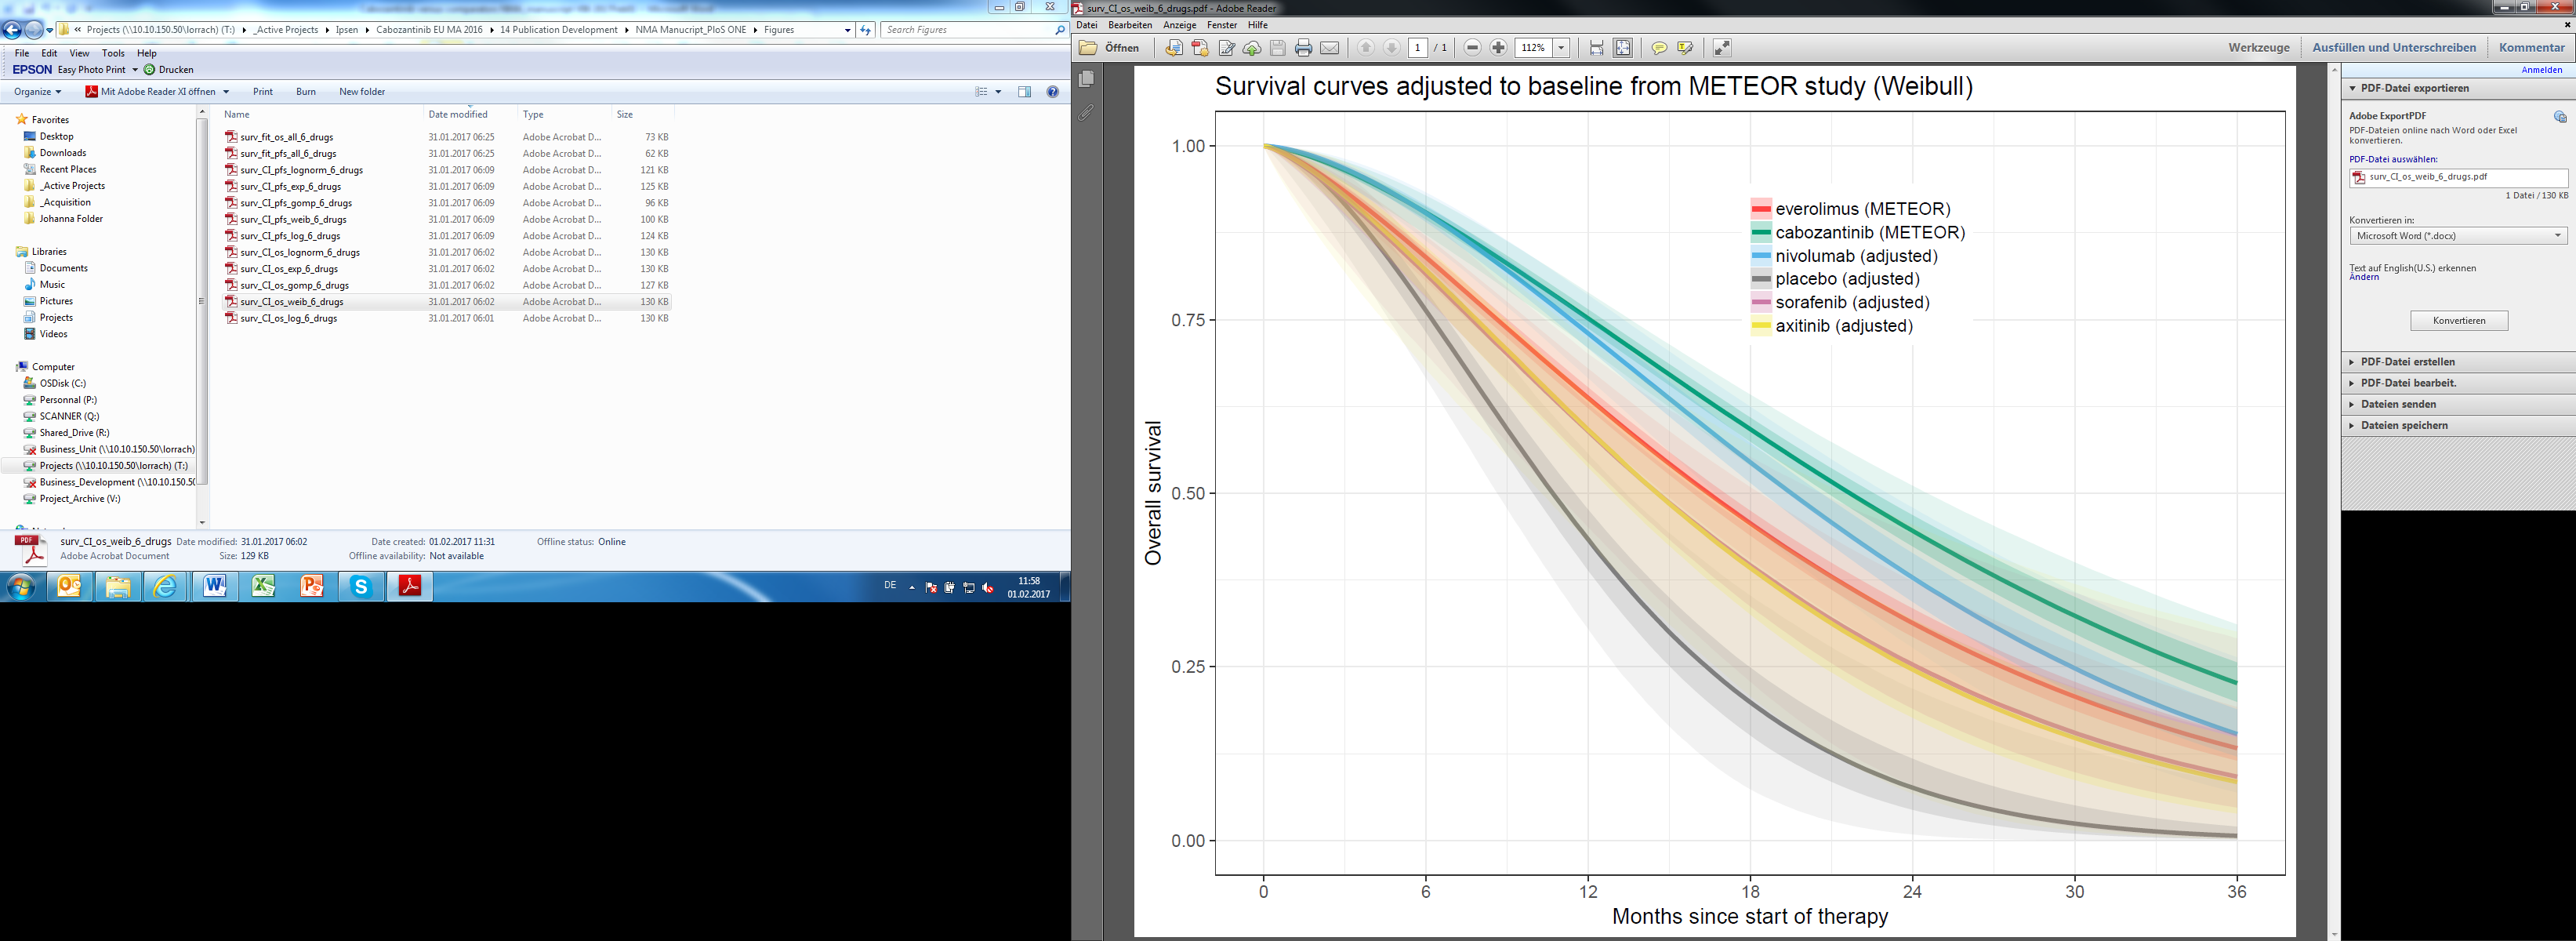 « Projects (\\10.10.150.50\lorrach) (T:) ▸ _Active Projects ▸ Ipsen ▸ Cabozantinib EU MA 2016 ▸ 14 Publication Development ▸ NMA Manucript_PloS ONE ▸ Figures
Search Figures
File Edit View Tools Help
EPSON Easy Photo Print Drucken
Organize Mit Adobe Reader XI öffnen Print Burn New folder
Favorites
Desktop
Downloads
Recent Places
_Active Projects
_Acquisition
Johanna Folder
Libraries
Documents
Music
Pictures
Projects
Videos
Computer
OSDisk (C:)
Personnal (P:)
SCANNER (Q:)
Shared_Drive (R:)
Business_Unit (\\10.10.150.50\lorrach)
Projects (\\10.10.150.50\lorrach) (T:)
Business_Development (\\10.10.150.50
Project_Archive (V:)
Name Date modified Type Size
surv_fit_os_all_6_drugs 31.01.2017 06:25 Adobe Acrobat D... 73 KB
surv_fit_pfs_all_6_drugs 31.01.2017 06:25 Adobe Acrobat D... 62 KB
surv_CI_pfs_lognorm_6_drugs 31.01.2017 06:09 Adobe Acrobat D... 121 KB
surv_CI_pfs_exp_6_drugs 31.01.2017 06:09 Adobe Acrobat D... 125 KB
surv_CI_pfs_gomp_6_drugs 31.01.2017 06:09 Adobe Acrobat D... 96 KB
surv_CI_pfs_weib_6_drugs 31.01.2017 06:09 Adobe Acrobat D... 100 KB
surv_CI_pfs_log_6_drugs 31.01.2017 06:09 Adobe Acrobat D... 124 KB
surv_CI_os_lognorm_6_drugs 31.01.2017 06:02 Adobe Acrobat D... 130 KB
surv_CI_os_exp_6_drugs 31.01.2017 06:02 Adobe Acrobat D... 130 KB
surv_CI_os_gomp_6_drugs 31.01.2017 06:02 Adobe Acrobat D... 127 KB
surv_CI_os_weib_6_drugs 31.01.2017 06:02 Adobe Acrobat D... 130 KB
surv_CI_os_log_6_drugs 31.01.2017 06:01 Adobe Acrobat D... 130 KB
PDF
surv_CI_os_weib_6_drugs Date modified: 31.01.2017 06:02 Date created: 01.02.2017 11:31 Offline status: Online
Adobe Acrobat Document Size: 129 KB Offline availability: Not available
DE
11:58
01.02.2017
surv_CI_os_weib_6_drugs.pdf - Adobe Reader
Datei Bearbeiten Anzeige Fenster Hilfe
Öffnen 1 / 1 112% Werkzeuge Ausfüllen und Unterschreiben Kommentar
Survival curves adjusted to baseline from METEOR study (Weibull)
Overall survival
1.00
0.75
0.50
0.25
0.00
everolimus (METEOR)
cabozantinib (METEOR)
nivolumab (adjusted)
placebo (adjusted)
sorafenib (adjusted)
axitinib (adjusted)
0 6 12 18 24 30 36
Months since start of therapy
Anmelden
PDF-Datei exportieren
Adobe ExportPDF
PDF-Dateien online nach Word oder Excel
konvertieren.
PDF-Datei auswählen:
surv_CI_os_weib_6_drugs.pdf
1 Datei / 130 KB
Konvertieren in:
Microsoft Word (*.docx)
Text auf English(U.S.) erkennen
Ändern
Konvertieren
PDF-Datei erstellen
PDF-Datei bearbeit.
Dateien senden
Dateien speichern